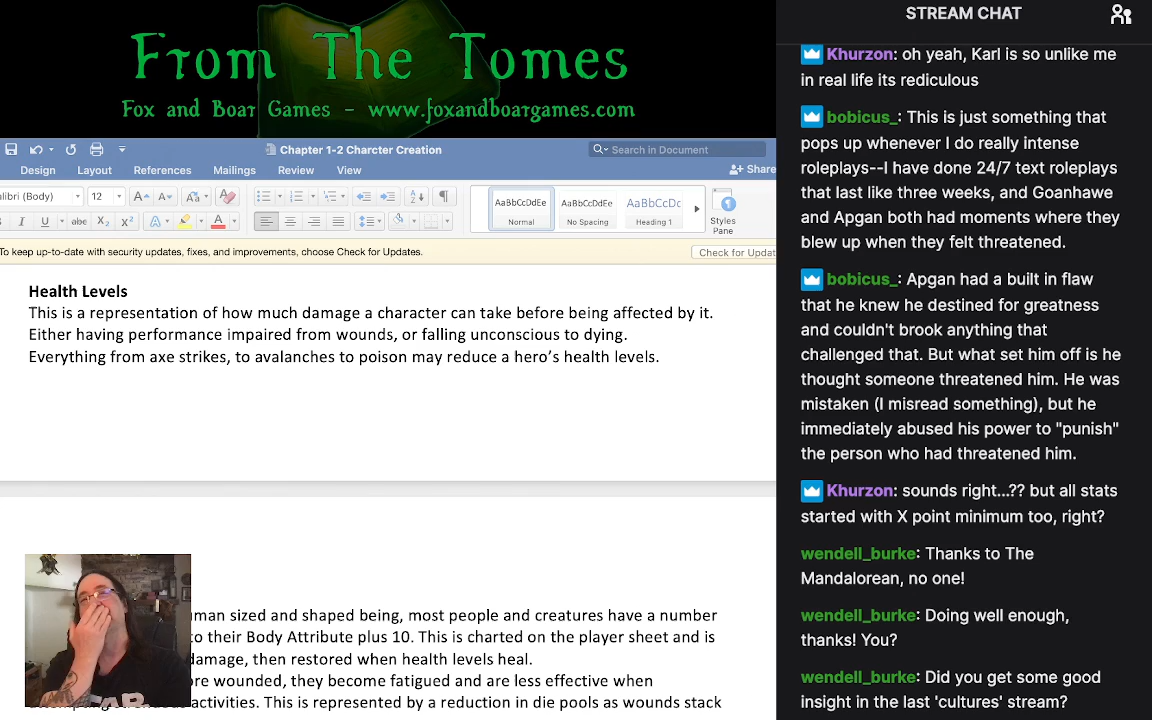 From The Tomes
Fox and Boar Games - www.foxandboargames.com
Chapter 1-2 Charcter Creation
Search in Document
Design Layout References Mailings Review View
Share
alibri (Body) 12
AaBbCcDdEe AaBbCcDdEe AaBbCcDc
Normal No Spacing Heading 1
Styles
Pane
To keep up-to-date with security updates, fixes, and improvements, choose Check for Updates.
Check for Updat
Health Levels
This is a representation of how much damage a character can take before being affected by it.
Either having performance impaired from wounds, or falling unconscious to dying.
Everything from axe strikes, to avalanches to poison may reduce a hero's health levels.
uman sized and shaped being, most people and creatures have a number
to their Body Attribute plus 10. This is charted on the player sheet and is
damage, then restored when health levels heal.
ore wounded, they become fatigued and are less effective when
activities. This is represented by a reduction in die pools as wounds stack
STREAM CHAT
Khurzon: oh yeah, Karl is so unlike me
in real life its rediculous
bobicus_: This is just something that
pops up whenever I do really intense
roleplays--I have done 24/7 text roleplays
that last like three weeks, and Goanhawe
and Apgan both had moments where they
blew up when they felt threatened.
bobicus_: Apgan had a built in flaw
that he knew he destined for greatness
and couldn't brook anything that
challenged that. But what set him off is he
thought someone threatened him. He was
mistaken (I misread something), but he
immediately abused his power to "punish"
the person who had threatened him.
Khurzon: sounds right...?? but all stats
started with X point minimum too, right?
wendell_burke: Thanks to The
Mandalorean, no one!
wendell_burke: Doing well enough,
thanks! You?
wendell_burke: Did you get some good
insight in the last 'cultures' stream?